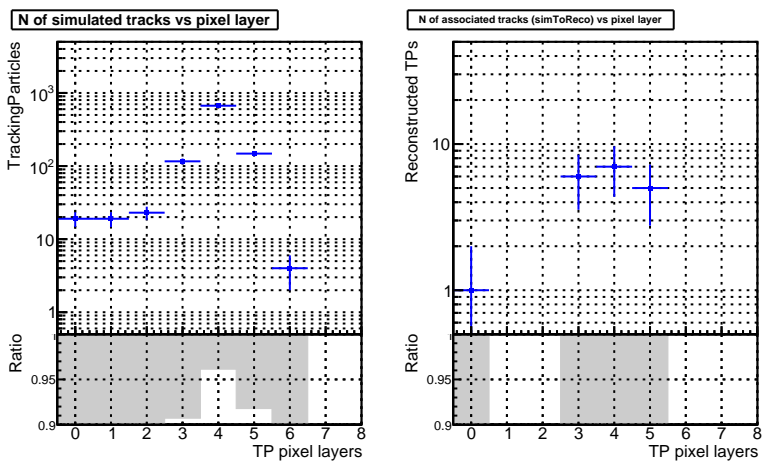 N of simulated tracks vs pixel layer
TrackingParticles
10³
10²
10
1
Ratio
0.95
0.9
0 1 2 3 4 5 6 7 8
TP pixel layers
N of associated tracks (simToReco) vs pixel layer
Reconstructed TPs
10
1
Ratio
0.95
0.9
0 1 2 3 4 5 6 7 8
TP pixel layers